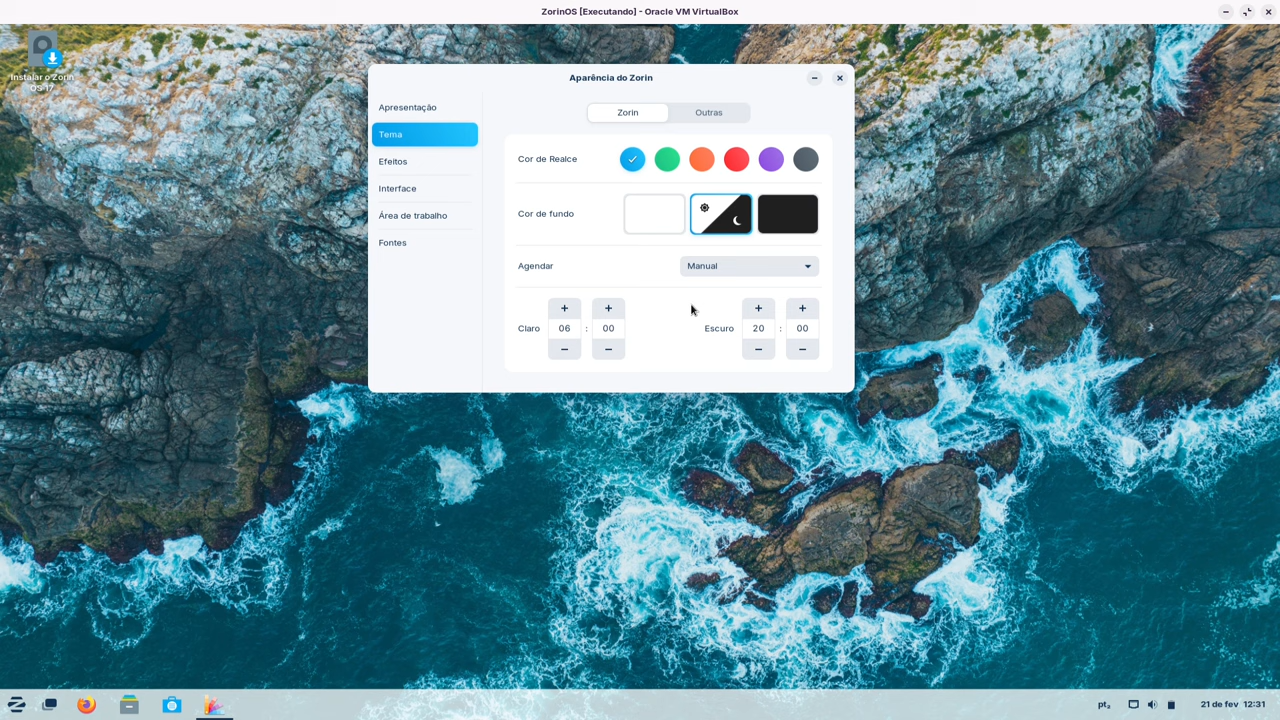 ZorinOS [Executando] - Oracle VM VirtualBox
Instalar o Zorin
OS 17
Aparência do Zorin
Apresentação
Tema
Efeitos
Interface
Área de trabalho
Fontes
Zorin Outras
Cor de Realce
Cor de fundo
Agendar Manual
+ + + +
Claro 06 : 00 Escuro 20 : 00
− − − −
pt₂ 21 de fev 12:31